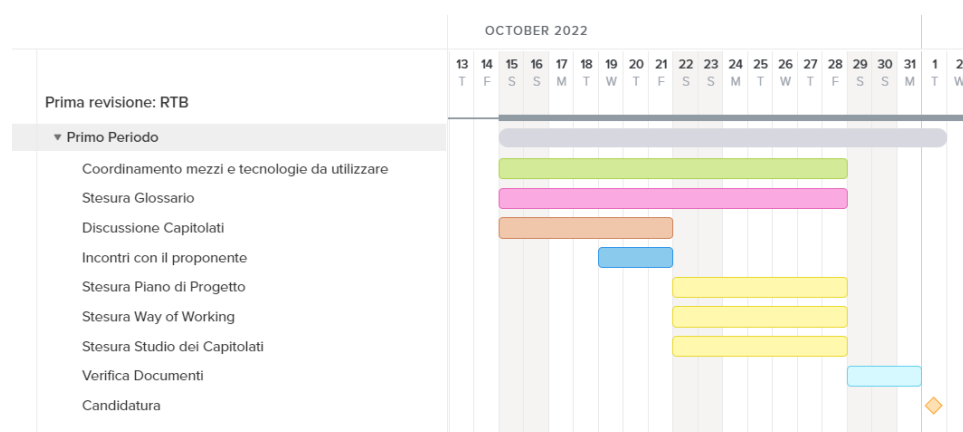 OCTOBER 2022
13 14 15 16 17 18 19 20 21 22 23 24 25 26 27 28 29 30 31 1 2
T F S S M T W T F S S M T W T F S S M T W
Prima revisione: RTB
Primo Periodo
Coordinamento mezzi e tecnologie da utilizzare
Stesura Glossario
Discussione Capitolati
Incontri con il proponente
Stesura Piano di Progetto
Stesura Way of Working
Stesura Studio dei Capitolati
Verifica Documenti
Candidatura